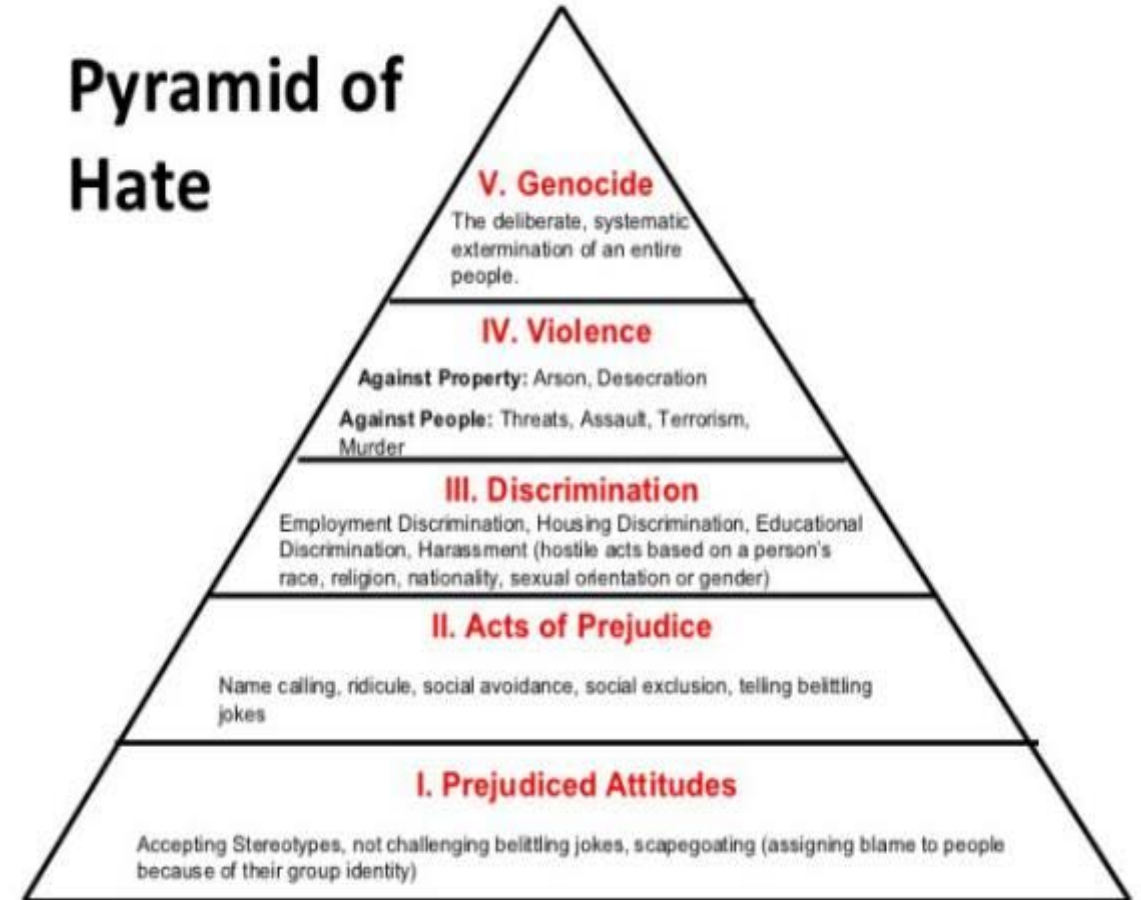 Pyramid of
Hate
V. Genocide
The deliberate, systematic
extermination of an entire
people.
IV. Violence
Against Property: Arson, Desecration
Against People: Threats, Assault, Terrorism,
Murder
III. Discrimination
Employment Discrimination, Housing Discrimination, Educational
Discrimination, Harassment (hostile acts based on a person's
race, religion, nationality, sexual orientation or gender)
II. Acts of Prejudice
Name calling, ridicule, social avoidance, social exclusion, telling belittling
jokes
I. Prejudiced Attitudes
Accepting Stereotypes, not challenging belittling jokes, scapegoating (assigning blame to people
because of their group identity)